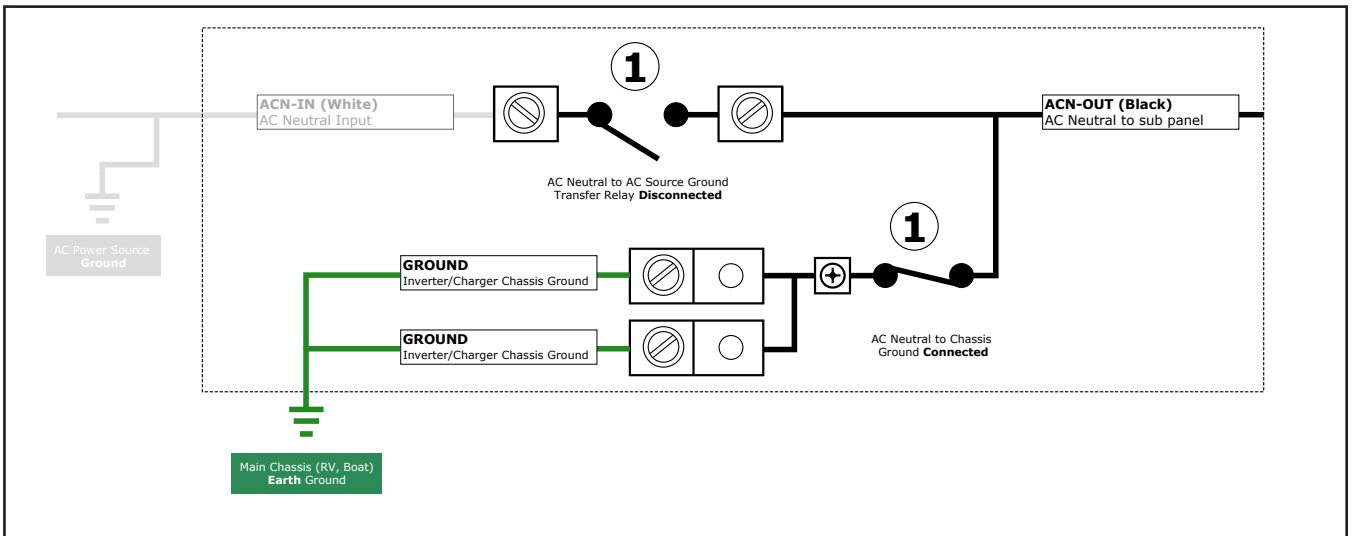 1
ACN-IN (White)
AC Neutral Input
ACN-OUT (Black)
AC Neutral to sub panel
AC Neutral to AC Source Ground
Transfer Relay Disconnected
1
AC Power Source
Ground
GROUND
Inverter/Charger Chassis Ground
GROUND
Inverter/Charger Chassis Ground
AC Neutral to Chassis
Ground Connected
Main Chassis (RV, Boat)
Earth Ground